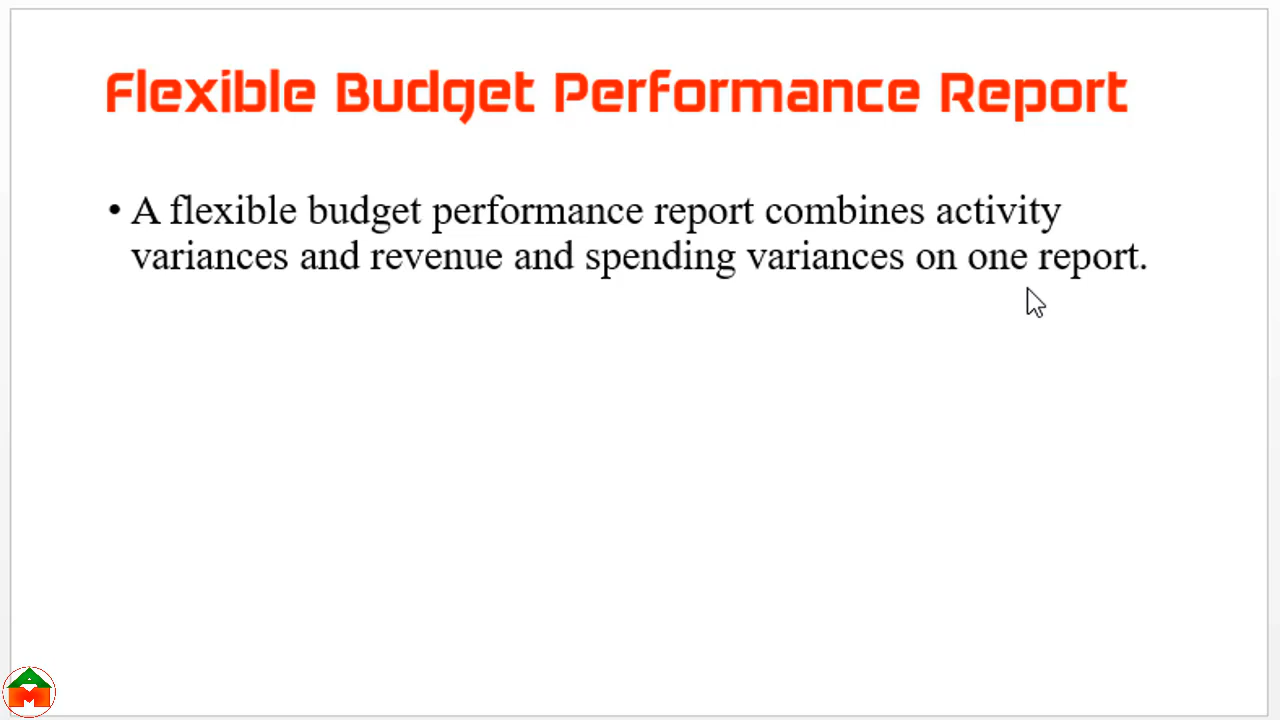 Flexible Budget Performance Report
• A flexible budget performance report combines activity
variances and revenue and spending variances on one report.